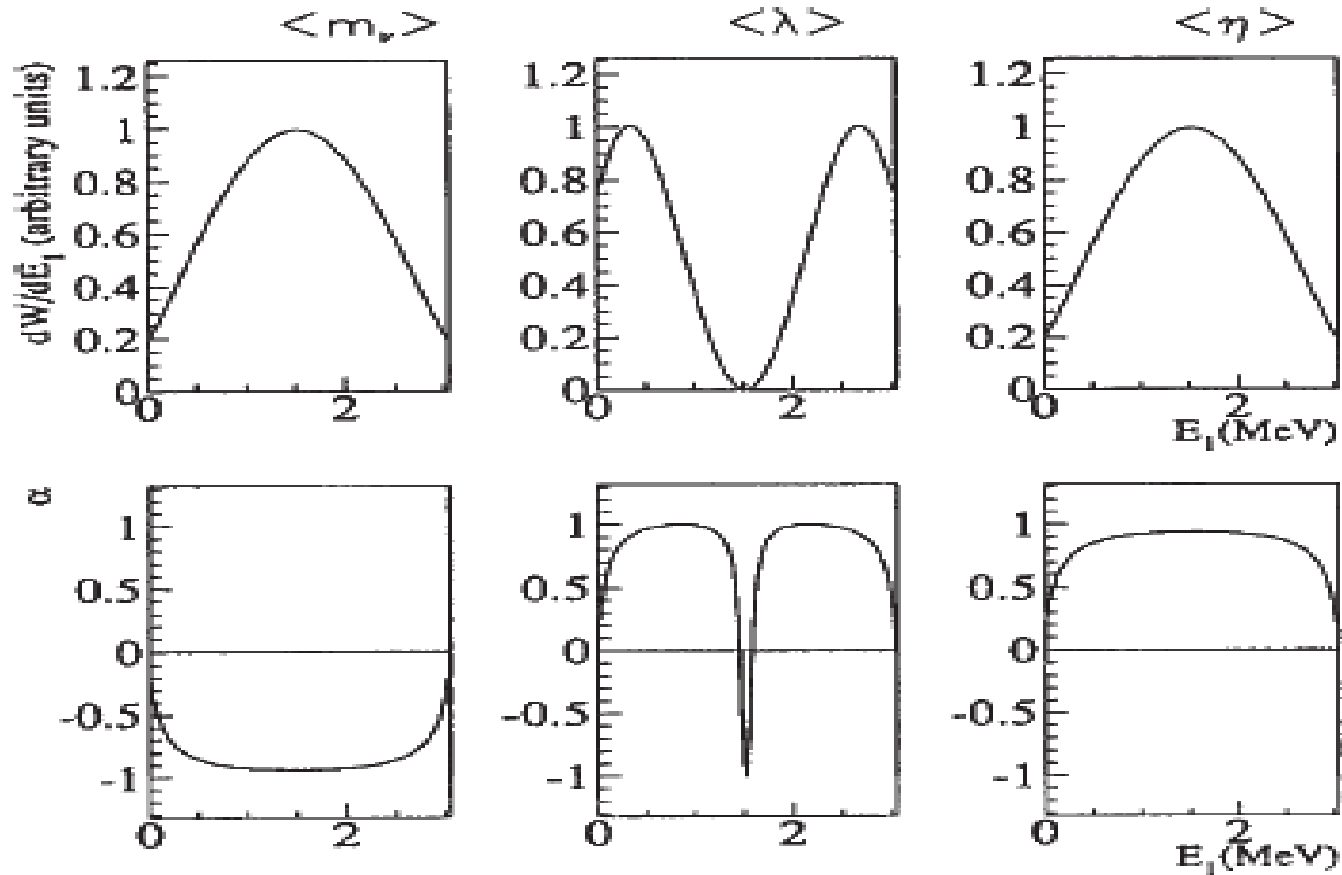 < m_ν > < λ > < η >
dW/dE_1 (arbitrary units)
1.2 1.2 1.2
1 1 1
0.8 0.8 0.8
0.6 0.6 0.6
0.4 0.4 0.4
0.2 0.2 0.2
0 0 0
0 2 0 2 0 2
E_1(MeV)
α
1 1 1
0.5 0.5 0.5
0 0 0
-0.5 -0.5 -0.5
-1 -1 -1
0 2 0 2 0 2
E_1(MeV)